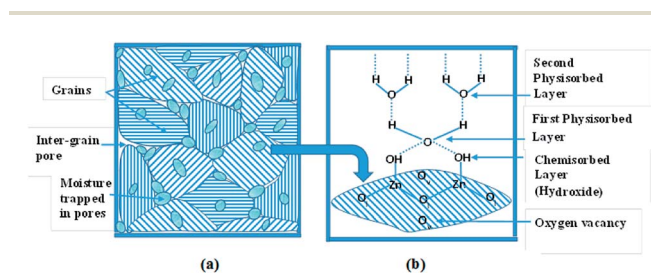 Grains
Inter-grain
pore
Moisture
trapped
in pores
(a)
H H H H
O O
H H
O
OH OH
Zn Zn
O O O
Second
Physisorbed
Layer
First Physisorbed
Layer
Chemisorbed
Layer
(Hydroxide)
Oxygen vacancy
(b)